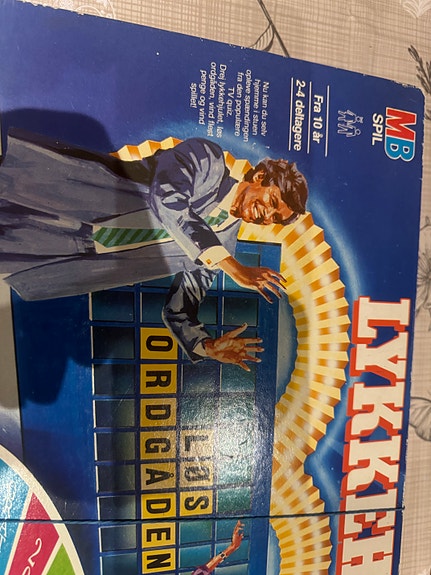 MB
SPIL
LYKKEH
Fra 10 år
2-4 deltagere
Nu kan du selv
hjemme i stuen
opleve spændingen
fra den populære
TV quiz.
Drej lykkehjulet, løs
ordgåden, vind flest
penge og vind
spillet!
LØS
ORDGADEN